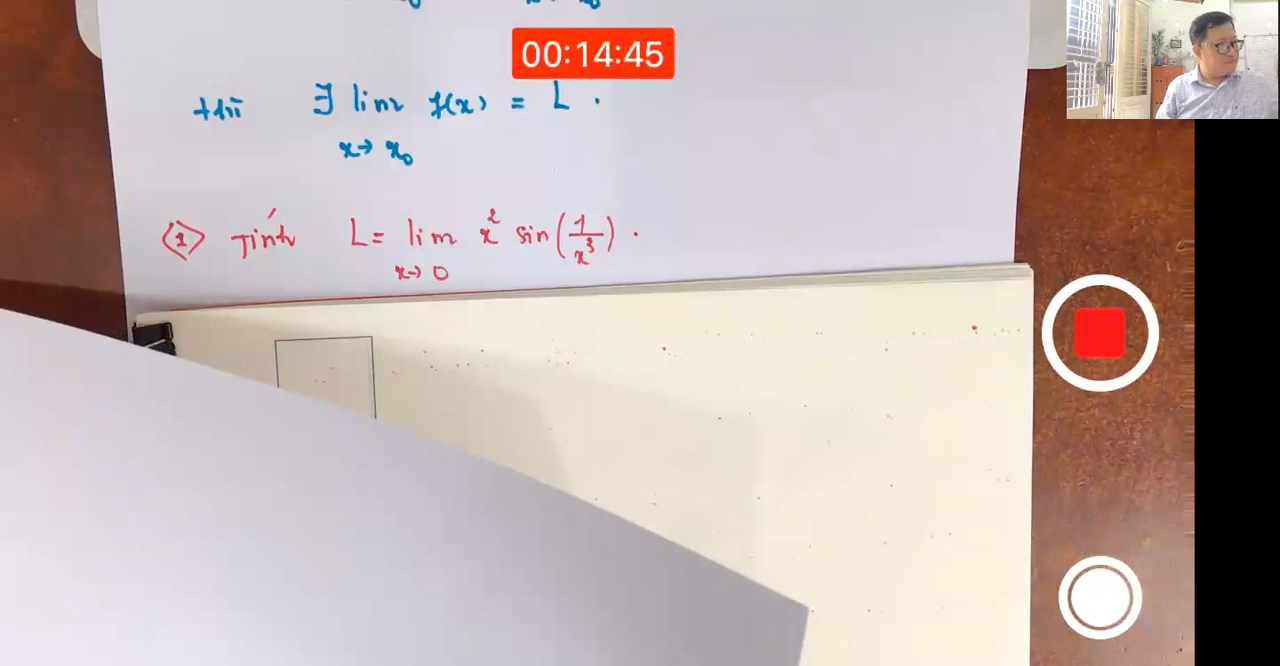 00:14:45
thì ∃ lim f(x) = L .
x→ x₀
① Tính L = lim x² sin(1/x³) .
x→ 0